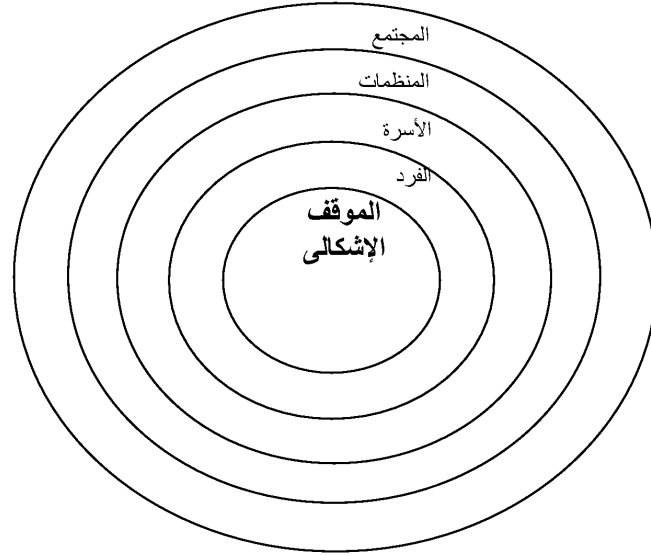 المجتمع
المنظمات
الأسرة
الفرد
الموقف
الإشكالى